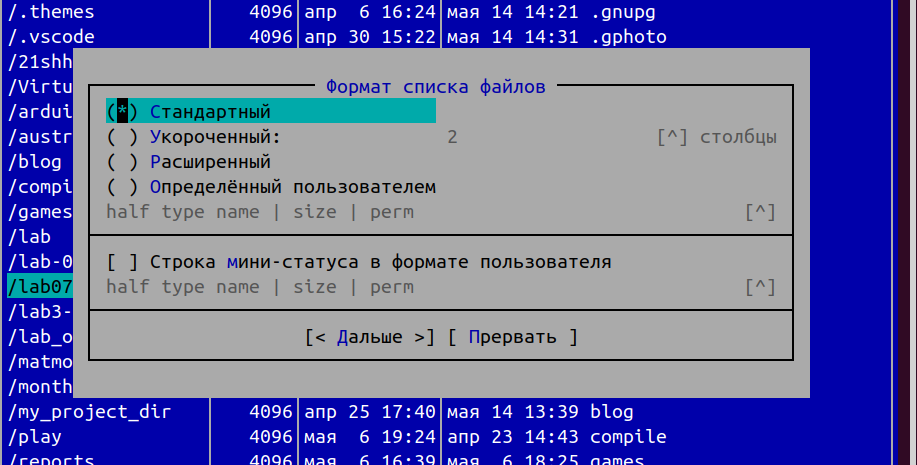 /.themes 4096 апр  6 16:24 мая 14 14:21 .gnupg
/.vscode 4096 апр 30 15:22 мая 14 14:31 .gphoto
/21shh
/Virtu
/ardui
/austr
/blog
/compi
/games
/lab
/lab-0
/lab07
/lab3-
/lab_o
/matmo
/month
Формат списка файлов
(*) Стандартный
( ) Укороченный: 2 [^] столбцы
( ) Расширенный
( ) Определённый пользователем
half type name | size | perm [^]
[ ] Строка мини-статуса в формате пользователя
half type name | size | perm [^]
[< Дальше >] [ Прервать ]
/my_project_dir 4096 апр 25 17:40 мая 14 13:39 blog
/play 4096 мая  6 19:24 апр 23 14:43 compile
/reports 4096 мая  6 16:39 мая  6 18:25 games